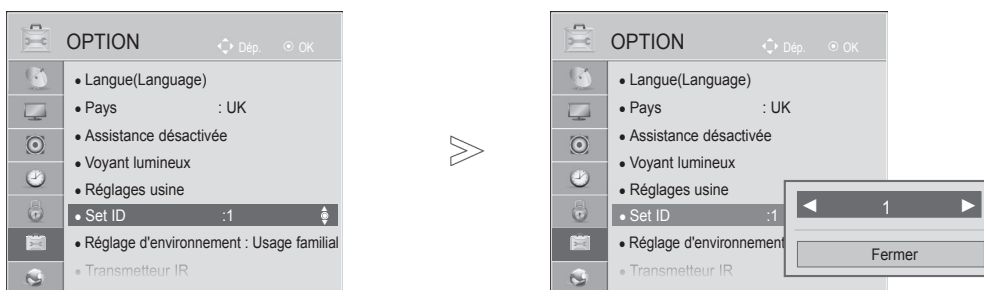 OPTION Dép. OK
Langue(Language)
Pays : UK
Assistance désactivée
Voyant lumineux
Réglages usine
Set ID :1
Réglage d'environnement : Usage familial
Transmetteur IR
OPTION Dép. OK
Langue(Language)
Pays : UK
Assistance désactivée
Voyant lumineux
Réglages usine
Set ID :1
Réglage d'environnement
Transmetteur IR
◄ 1 ►
Fermer